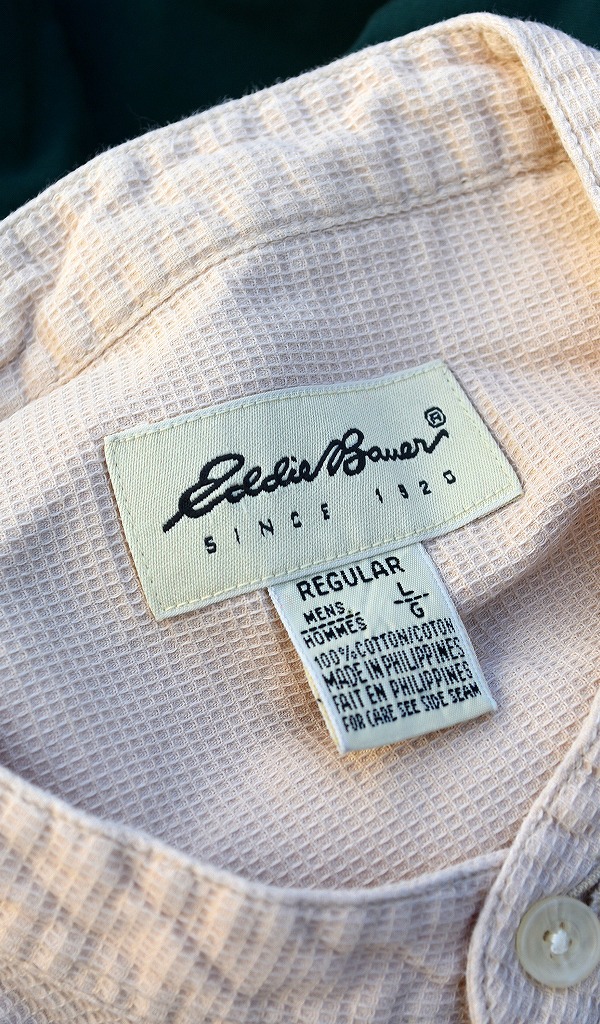 Eddie Bauer®
SINCE 1920
REGULAR
MENS L
HOMMES G
100% COTTON/COTON
MADE IN PHILIPPINES
FAIT EN PHILIPPINES
FOR CARE SEE SIDE SEAM